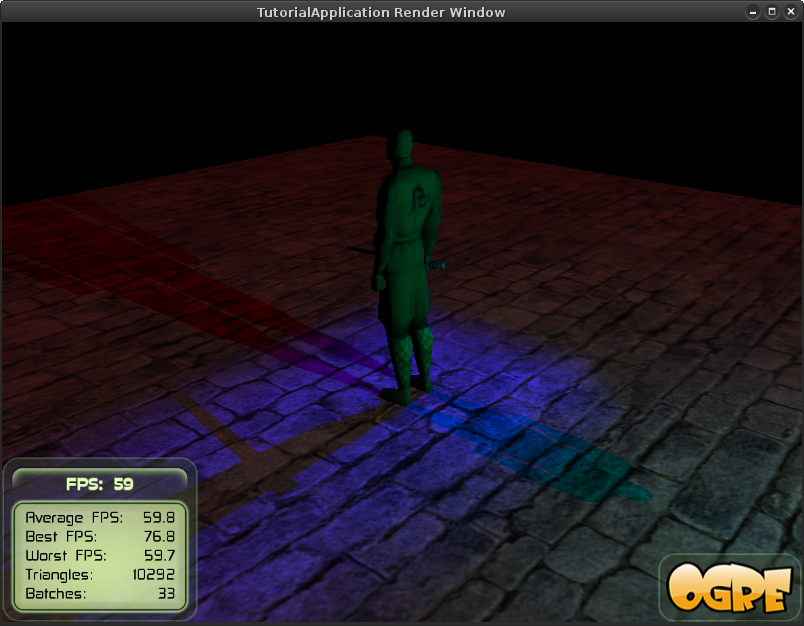 TutorialApplication Render Window
FPS: 59
Average FPS: 59.8
Best FPS: 76.8
Worst FPS: 59.7
Triangles: 10292
Batches: 33
OGRE